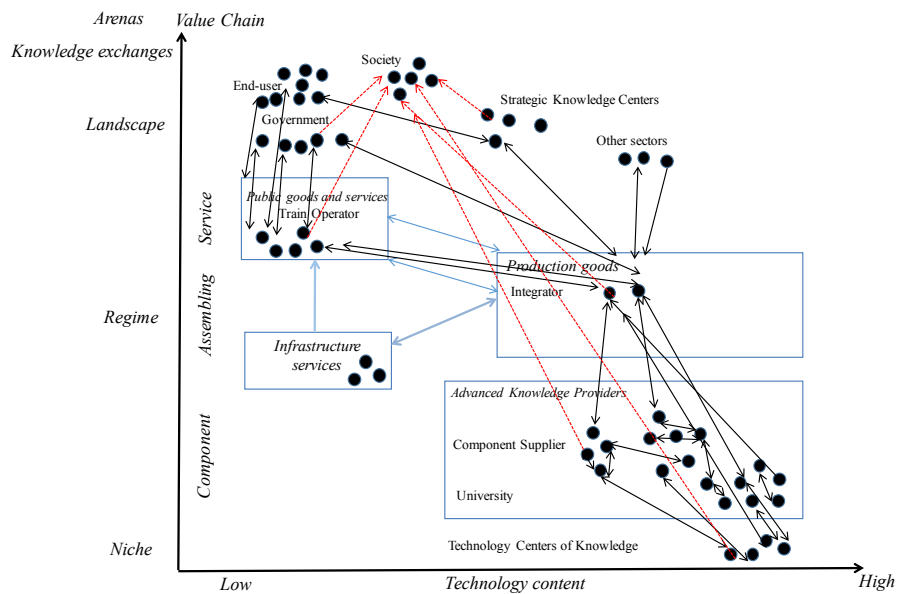 Arenas Value Chain
Knowledge exchanges
Society
End-user
Strategic Knowledge Centers
Government
Landscape
Other sectors
Public goods and services
Train Operator
Service
Production goods
Integrator
Assembling
Regime
Infrastructure
services
Advanced Knowledge Providers
Component Supplier
Component
University
Technology Centers of Knowledge
Niche
Low Technology content High